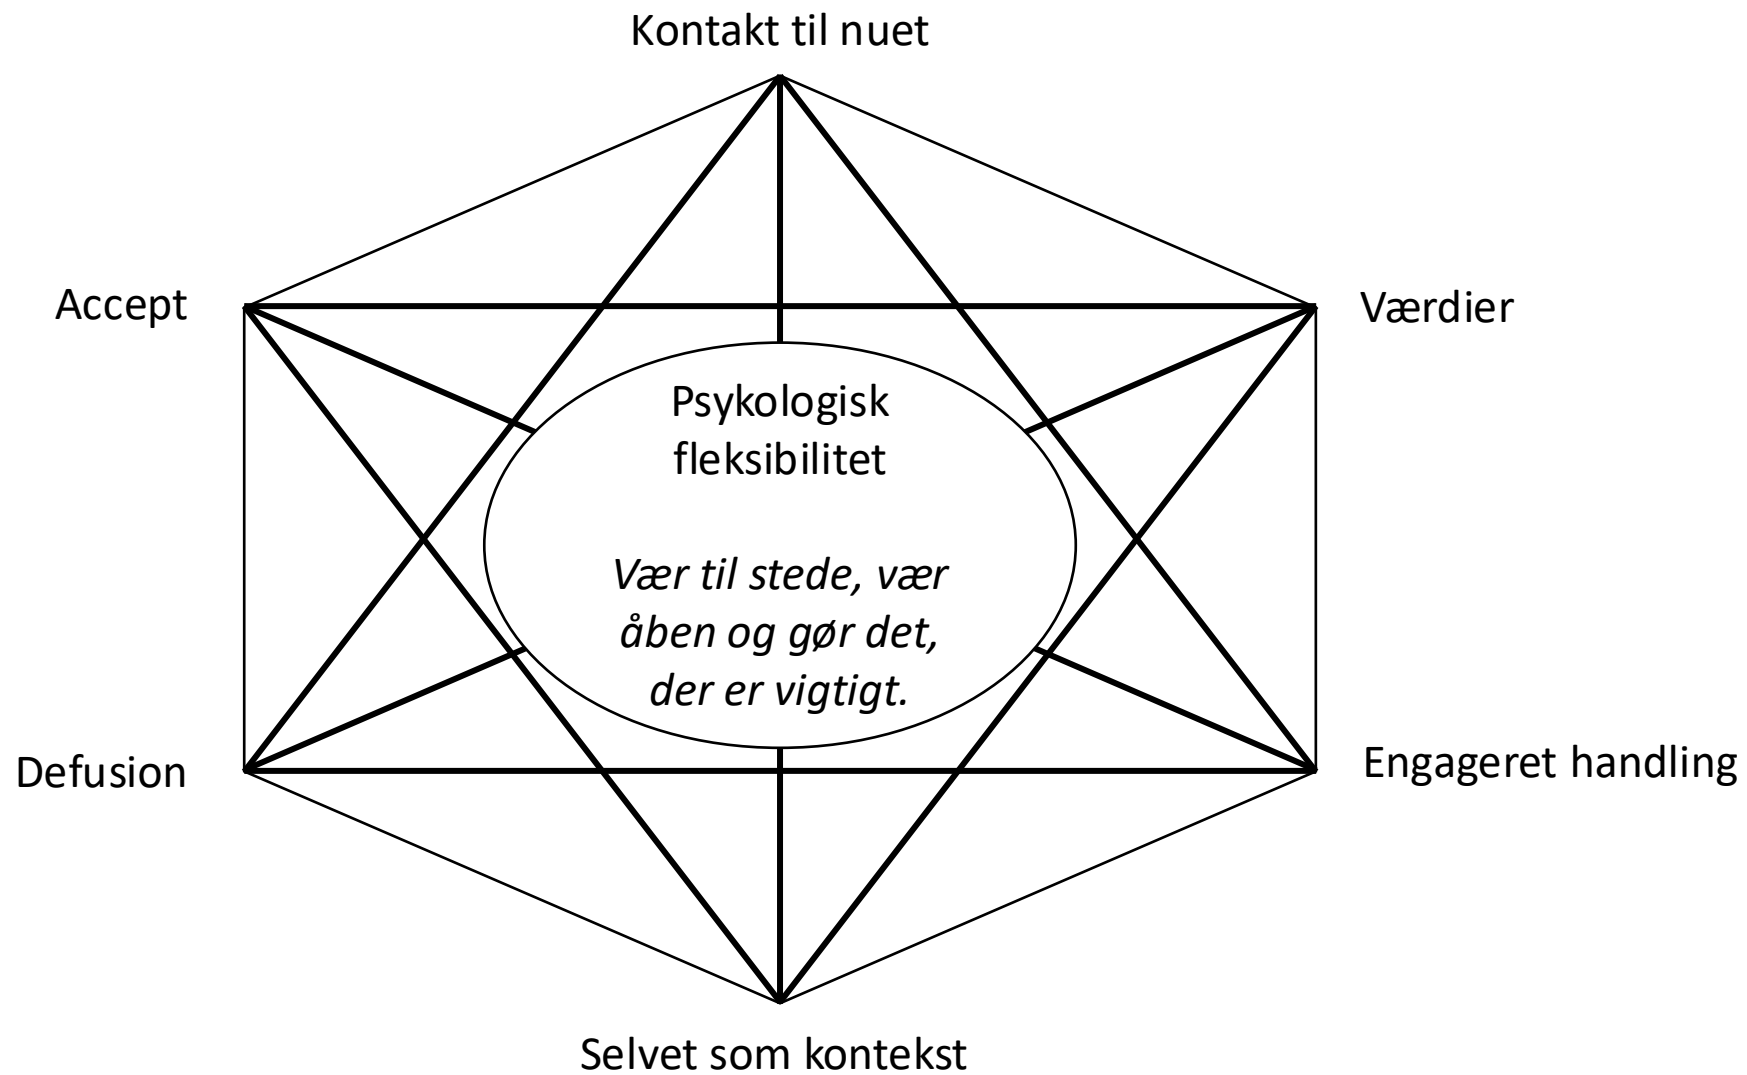 Kontakt til nuet
Accept
Værdier
Psykologisk
fleksibilitet
Vær til stede, vær
åben og gør det,
der er vigtigt.
Defusion
Engageret handling
Selvet som kontekst